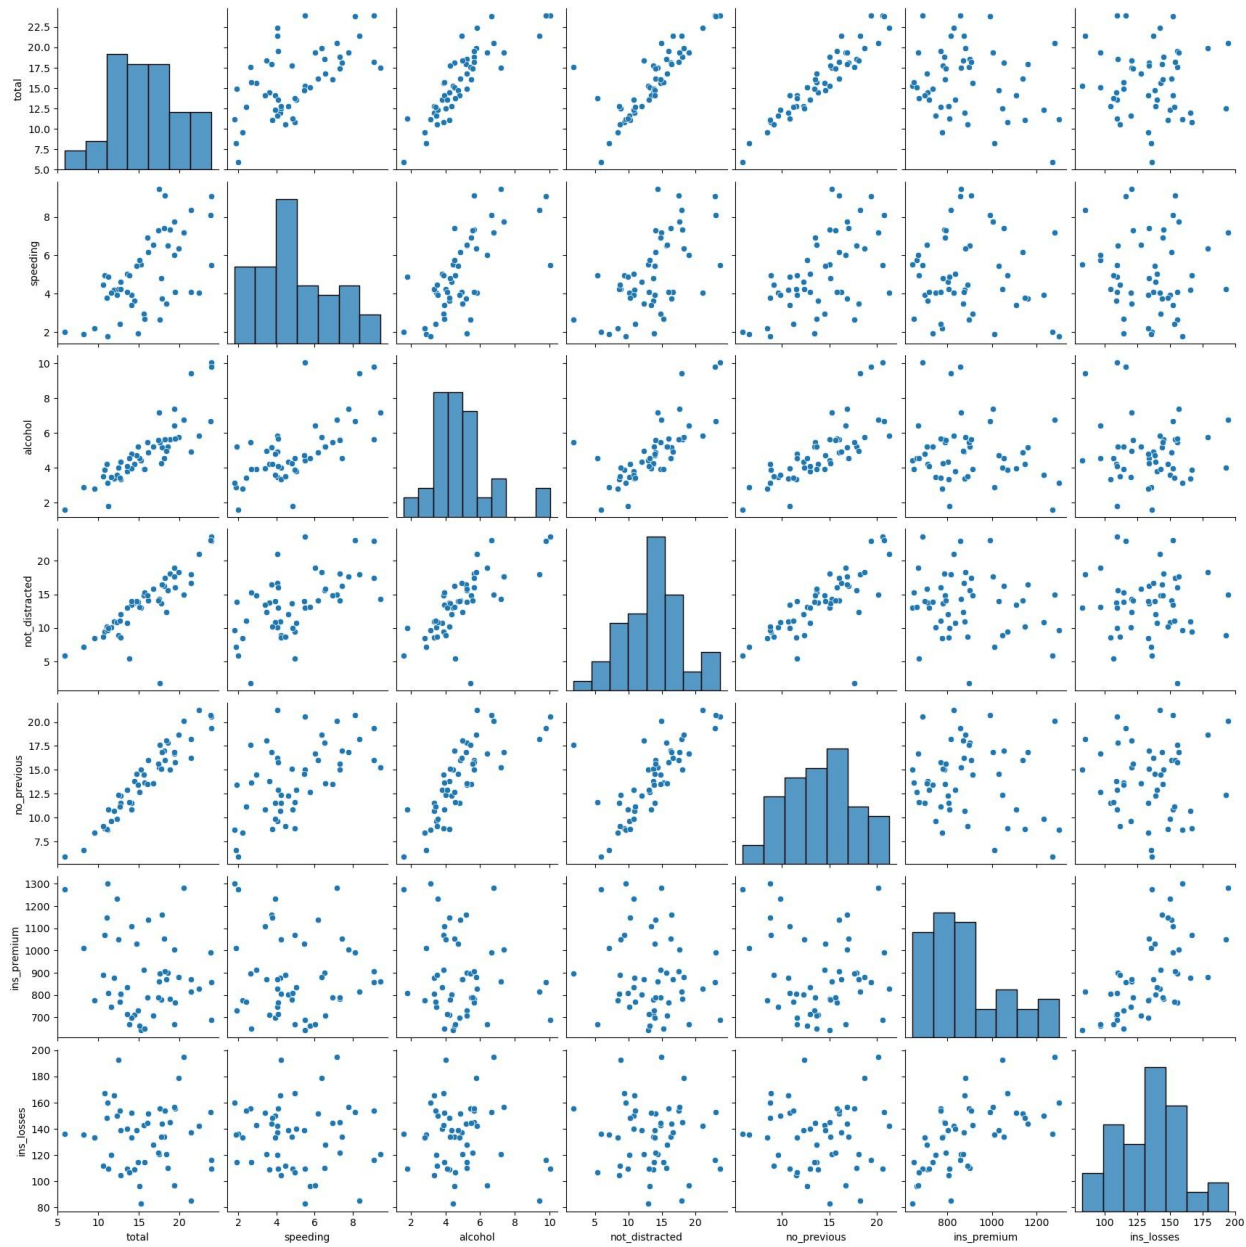 22.5
20.0
17.5
15.0
12.5
10.0
7.5
5.0
total
8
6
4
2
speeding
10
8
6
4
2
alcohol
20
15
10
5
not_distracted
20.0
17.5
15.0
12.5
10.0
7.5
no_previous
1300
1200
1100
1000
900
800
700
ins_premium
200
180
160
140
120
100
80
ins_losses
5 10 15 20
2 4 6 8
2 4 6 8 10
5 10 15 20
10 15 20
800 1000 1200
100 125 150 175 200
total speeding alcohol not_distracted no_previous ins_premium ins_losses